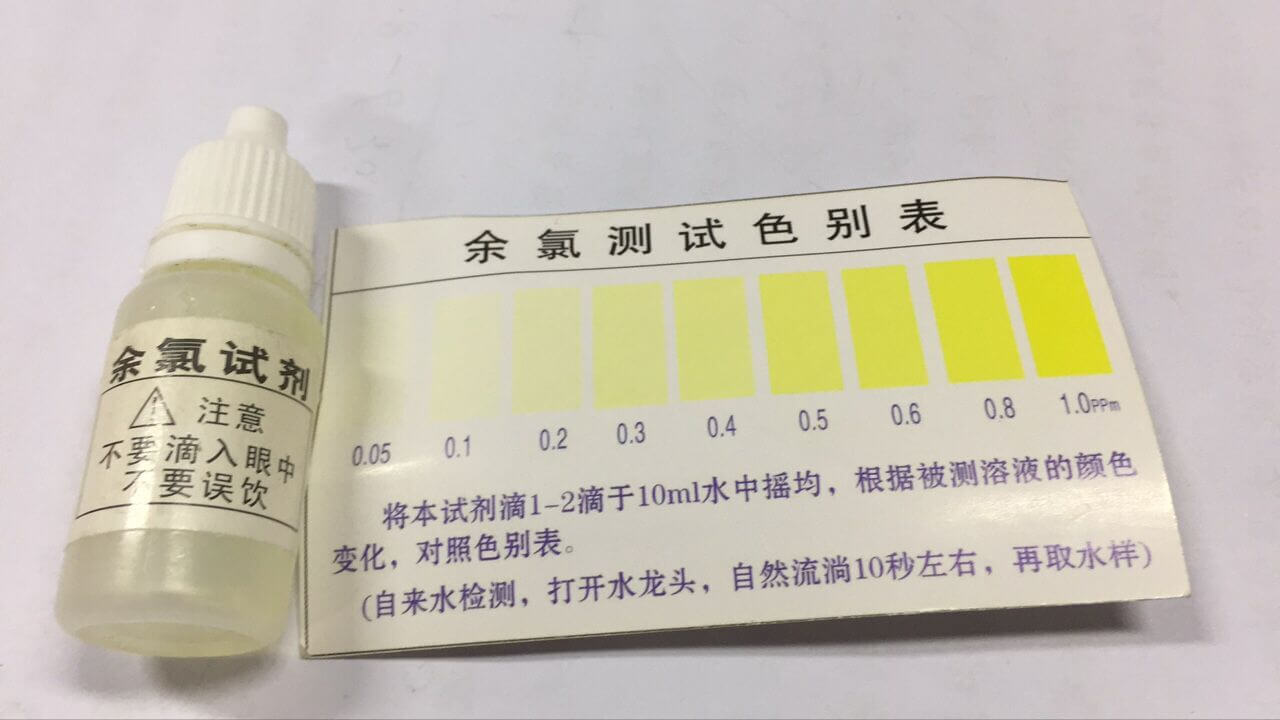 余氯试剂
注意
不要滴入眼中
不要误饮
余氯测试色别表
0.05 0.1 0.2 0.3 0.4 0.5 0.6 0.8 1.0PPm
将本试剂滴1-2滴于10ml水中摇均，根据被测溶液的颜色
变化，对照色别表。
(自来水检测，打开水龙头，自然流淌10秒左右，再取水样)